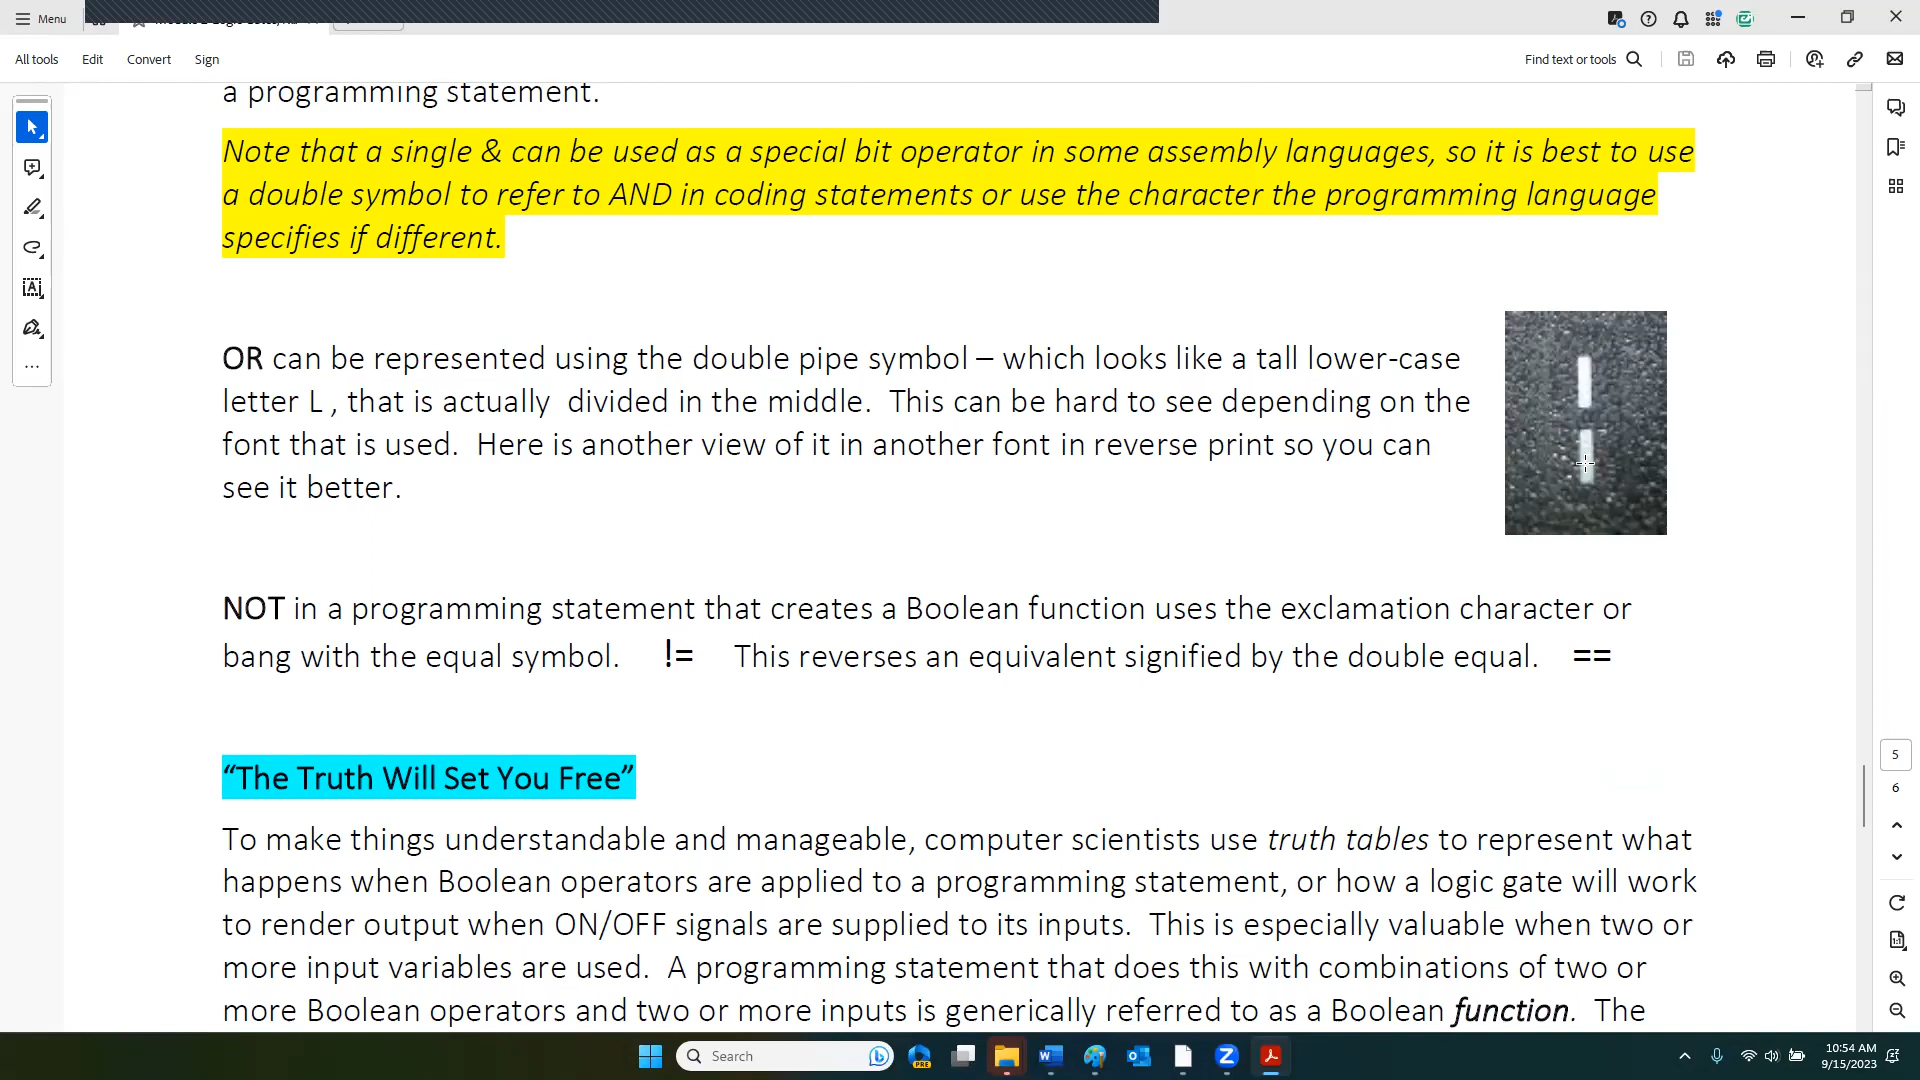 Menu
All tools Edit Convert Sign Find text or tools
a programming statement.
Note that a single & can be used as a special bit operator in some assembly languages, so it is best to use
a double symbol to refer to AND in coding statements or use the character the programming language
specifies if different.
OR can be represented using the double pipe symbol – which looks like a tall lower-case
letter L , that is actually divided in the middle. This can be hard to see depending on the
font that is used. Here is another view of it in another font in reverse print so you can
see it better.
NOT in a programming statement that creates a Boolean function uses the exclamation character or
bang with the equal symbol. != This reverses an equivalent signified by the double equal. ==
“The Truth Will Set You Free”
To make things understandable and manageable, computer scientists use truth tables to represent what
happens when Boolean operators are applied to a programming statement, or how a logic gate will work
to render output when ON/OFF signals are supplied to its inputs. This is especially valuable when two or
more input variables are used. A programming statement that does this with combinations of two or
more Boolean operators and two or more inputs is generically referred to as a Boolean function. The
5
6
Search
10:54 AM
9/15/2023